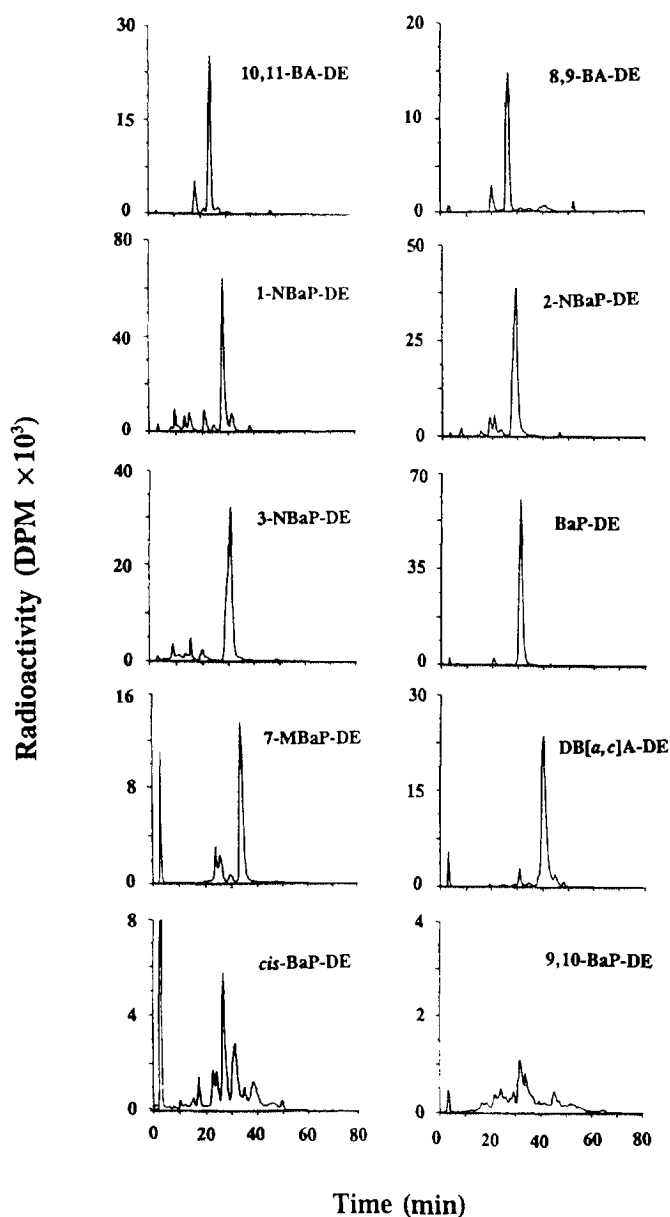 Radioactivity (DPM ×10³)
30
15
0
10,11-BA-DE
20
15
10
5
0
8,9-BA-DE
80
40
0
1-NBaP-DE
50
25
0
2-NBaP-DE
40
20
0
3-NBaP-DE
70
35
0
BaP-DE
16
8
0
7-MBaP-DE
30
15
0
DB[a,c]A-DE
8
4
0
cis-BaP-DE
0 20 40 60 80
4
2
0
9,10-BaP-DE
0 20 40 60 80
Time (min)